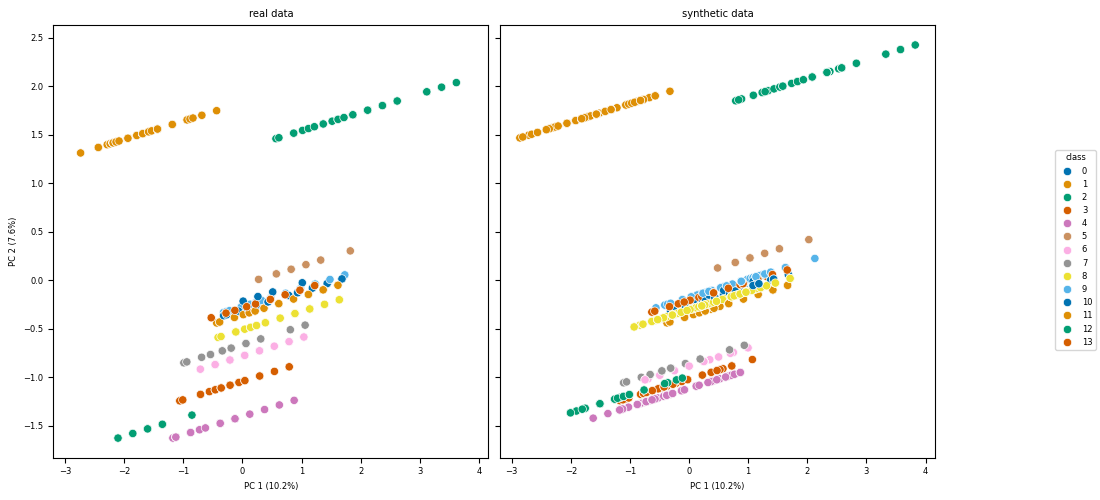 real data
synthetic data
2.5
2.0
1.5
1.0
0.5
0.0
−0.5
−1.0
−1.5
PC 2 (7.6%)
−3 −2 −1 0 1 2 3 4
−3 −2 −1 0 1 2 3 4
PC 1 (10.2%)
PC 1 (10.2%)
class
0
1
2
3
4
5
6
7
8
9
10
11
12
13